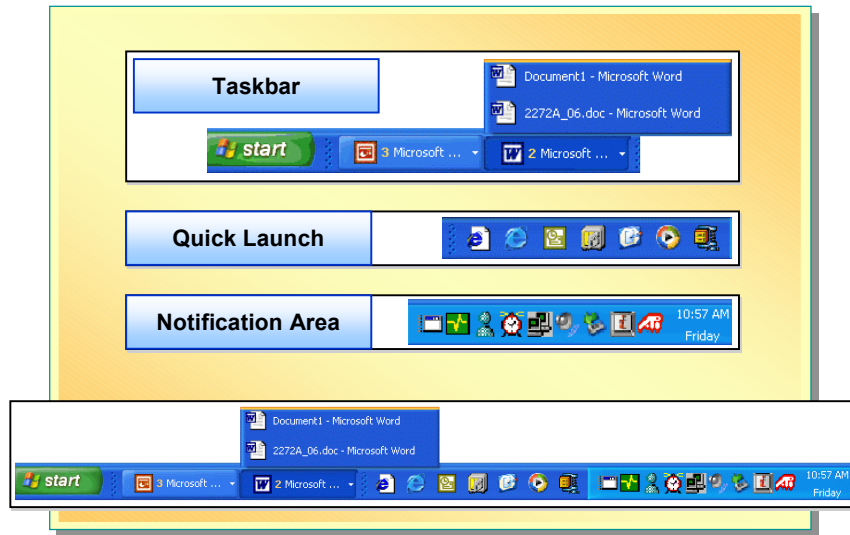 Taskbar
Document1 - Microsoft Word
2272A_06.doc - Microsoft Word
start
3 Microsoft ...
2 Microsoft ...
Quick Launch
Notification Area
10:57 AM
Friday
Document1 - Microsoft Word
2272A_06.doc - Microsoft Word
start
3 Microsoft ...
2 Microsoft ...
10:57 AM
Friday